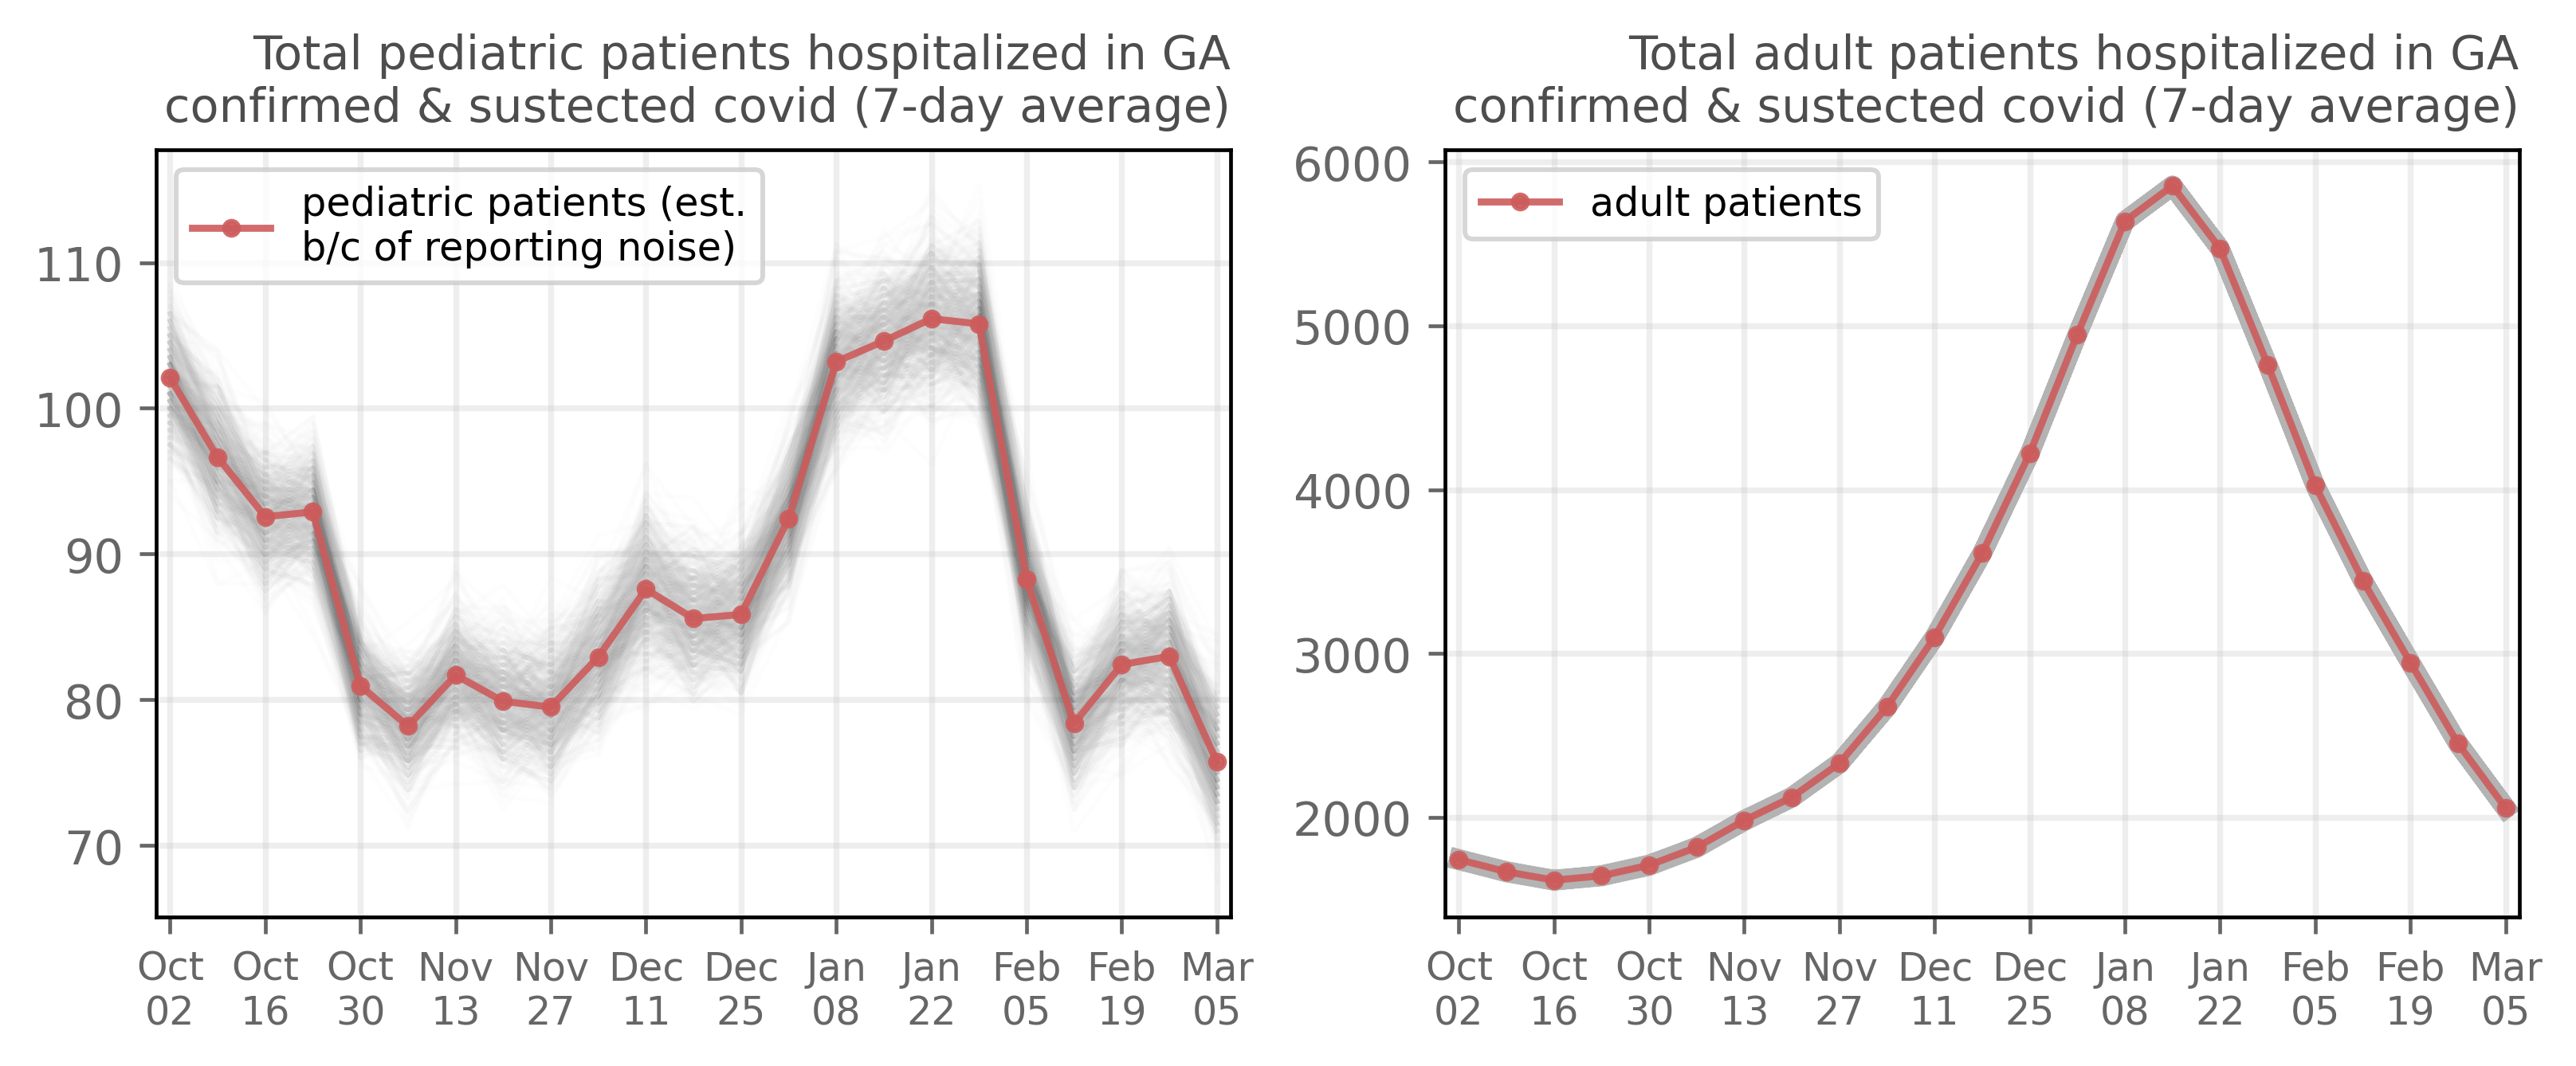 Total pediatric patients hospitalized in GA
confirmed & sustected covid (7-day average)
pediatric patients (est.
b/c of reporting noise)
110
100
90
80
70
Oct Oct Oct Nov Nov Dec Dec Jan Jan Feb Feb Mar
02 16 30 13 27 11 25 08 22 05 19 05
Total adult patients hospitalized in GA
confirmed & sustected covid (7-day average)
adult patients
6000
5000
4000
3000
2000
Oct Oct Oct Nov Nov Dec Dec Jan Jan Feb Feb Mar
02 16 30 13 27 11 25 08 22 05 19 05